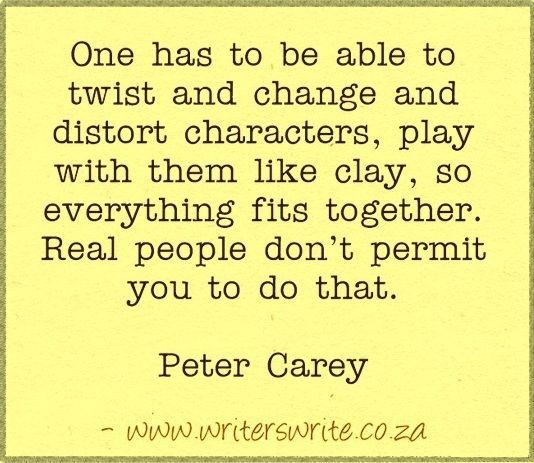 One has to be able to
twist and change and
distort characters, play
with them like clay, so
everything fits together.
Real people don't permit
you to do that.
Peter Carey
- www.writerswrite.co.za